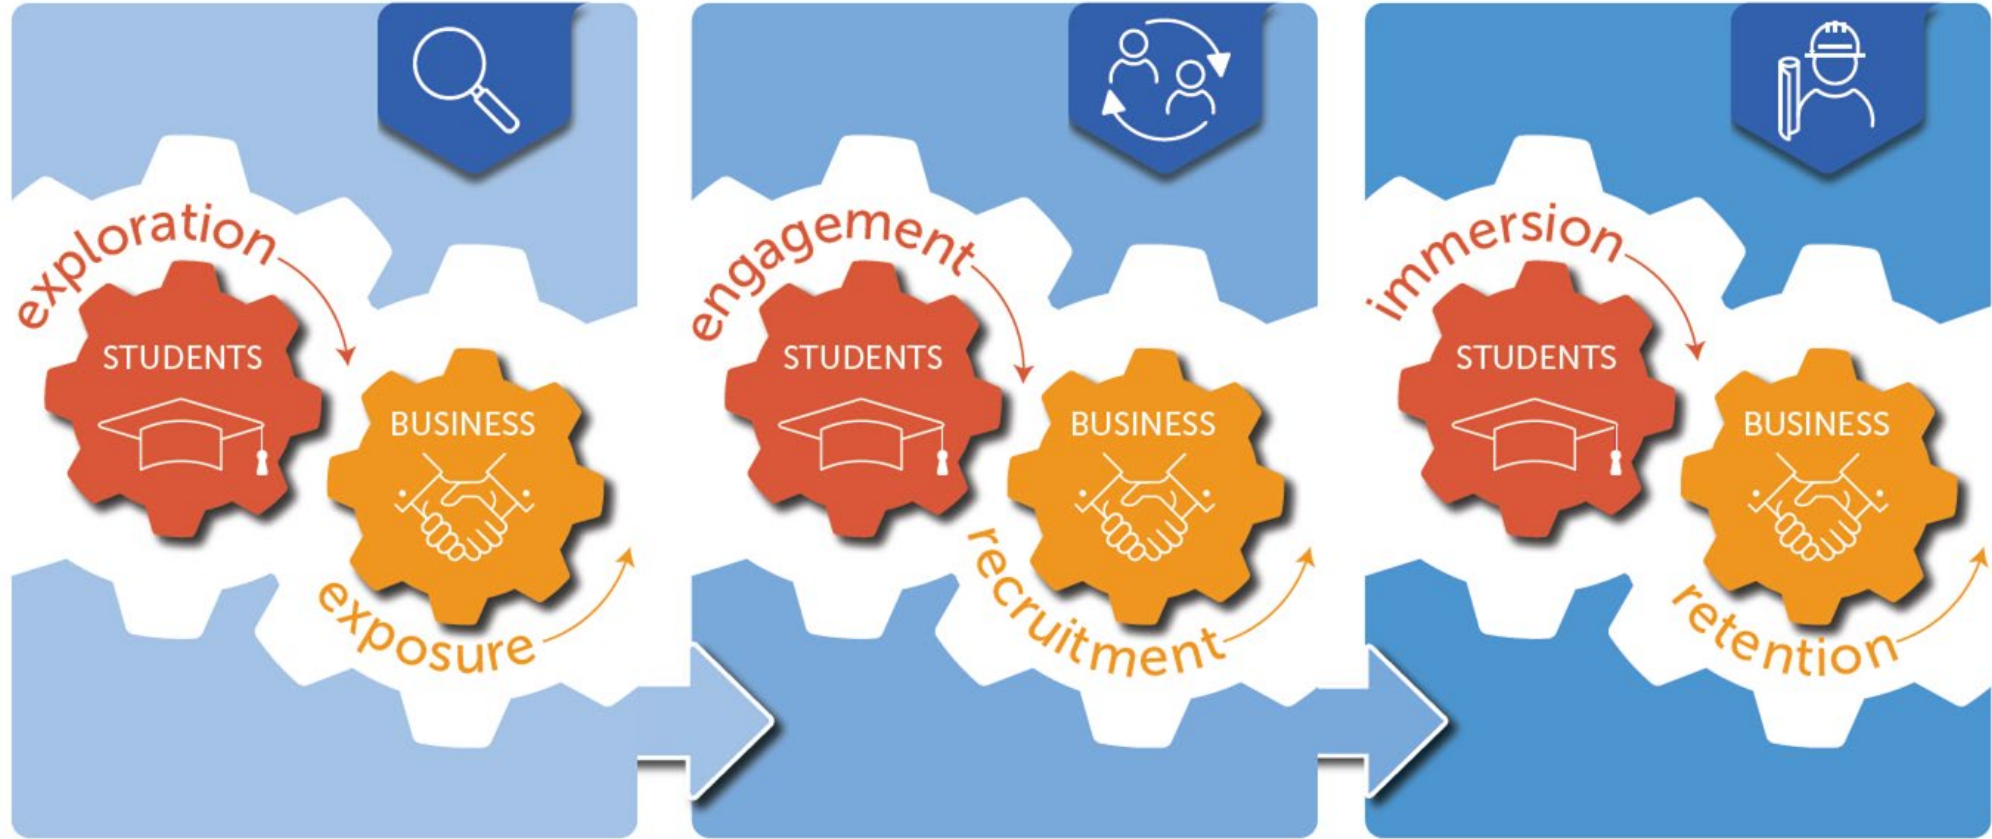 exploration
STUDENTS
BUSINESS
exposure
engagement
STUDENTS
BUSINESS
recruitment
immersion
STUDENTS
BUSINESS
retention